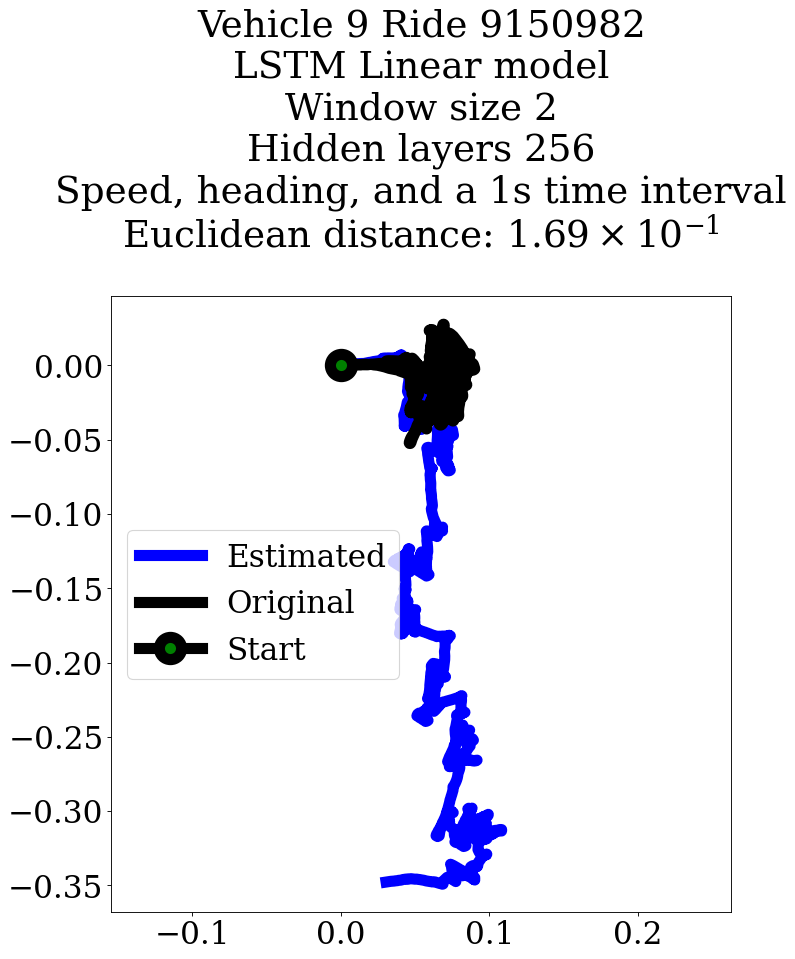 Vehicle 9 Ride 9150982
LSTM Linear model
Window size 2
Hidden layers 256
Speed, heading, and a 1s time interval
Euclidean distance: 1.69 × 10⁻¹
0.00
−0.05
−0.10
−0.15
−0.20
−0.25
−0.30
−0.35
Estimated
Original
Start
−0.1
0.0
0.1
0.2